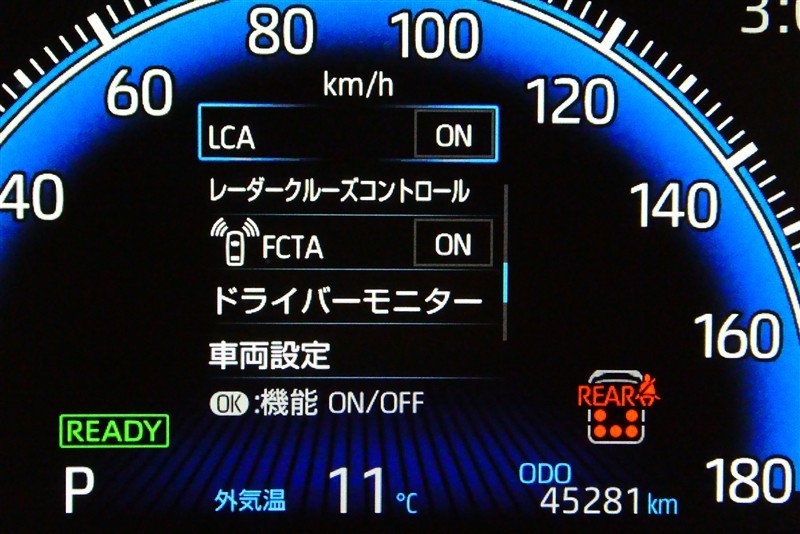 3:
80
100
60
120
km/h
LCA ON
40
レーダークルーズコントロール
140
FCTA ON
ドライバーモニター
160
車両設定
REAR
OK:機能 ON/OFF
READY
P
外気温 11℃
ODO
45281km
180